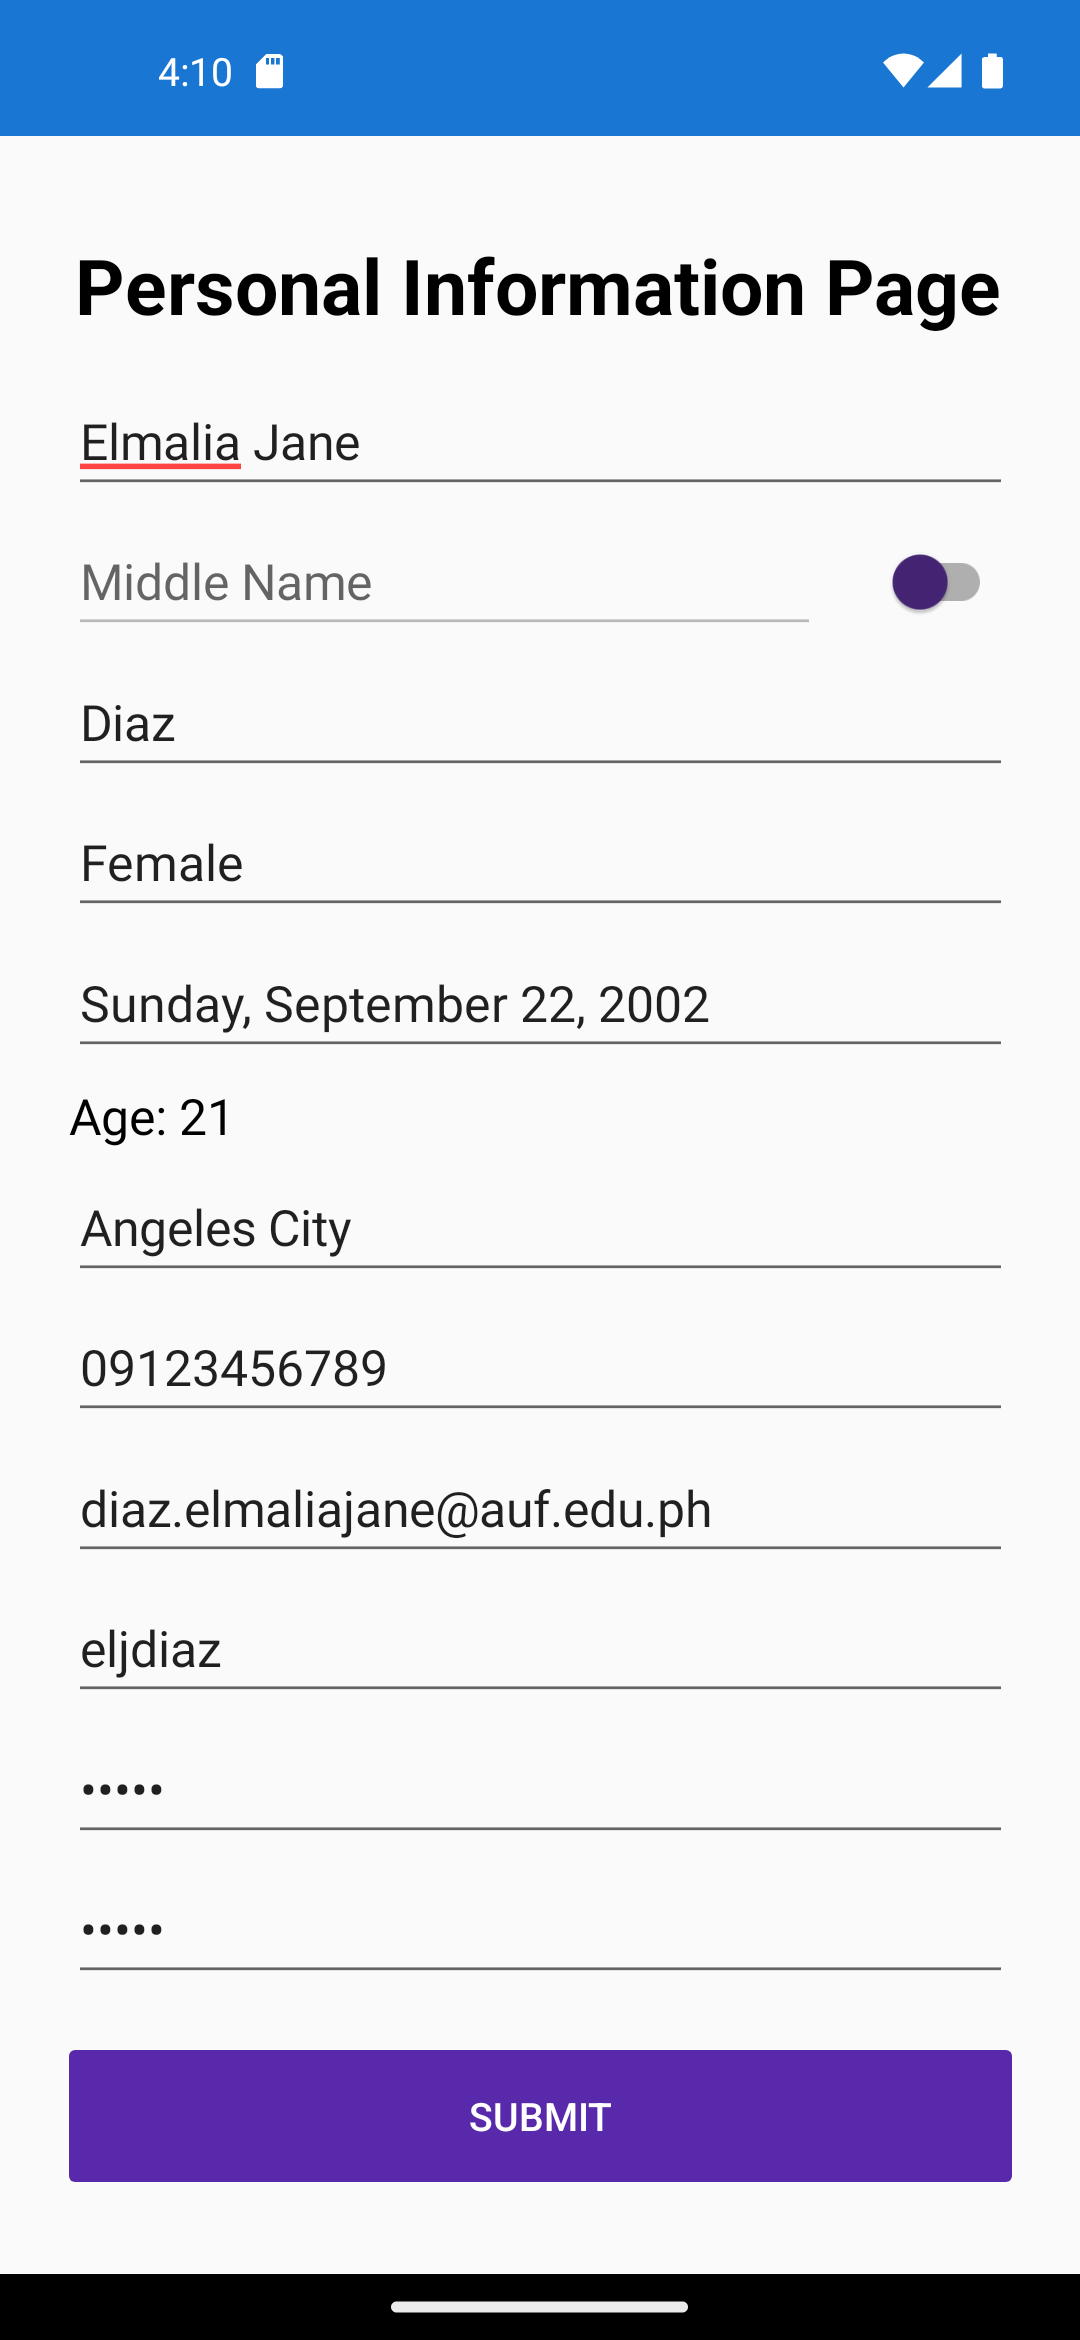 4:10
Personal Information Page
Elmalia Jane
Middle Name
Diaz
Female
Sunday, September 22, 2002
Age: 21
Angeles City
09123456789
diaz.elmaliajane@auf.edu.ph
eljdiaz
•••••
•••••
SUBMIT